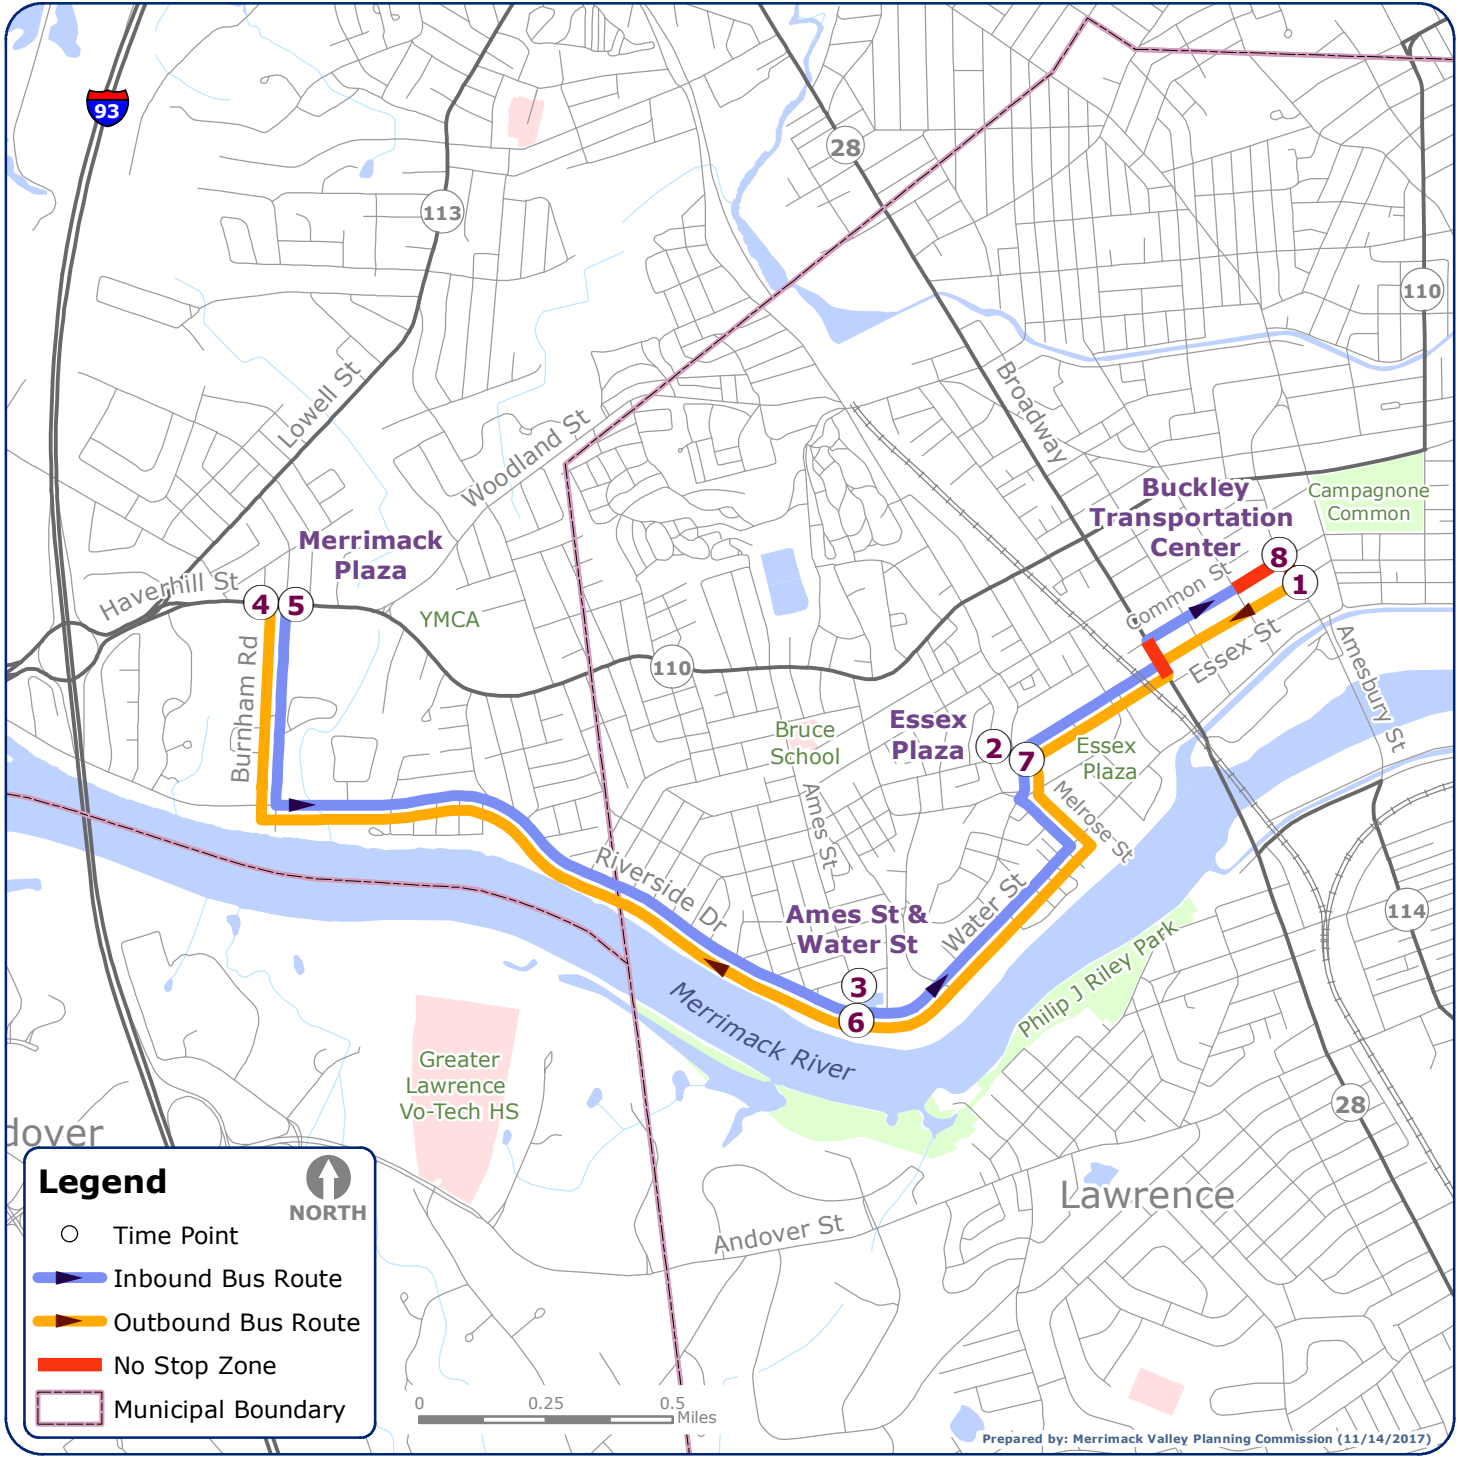 93
28
113
110
Broadway
Lowell St
Woodland St
Buckley
Transportation
Center
Campagnone
Common
Merrimack
Plaza
Haverhill St
4
5
8
1
Common St
YMCA
Essex St
Amesbury St
Burnham Rd
110
Essex
Plaza
2
7
Bruce
School
Essex
Plaza
Melrose St
Ames St
Riverside Dr
Water St
Ames St &
Water St
114
3
6
Philip J Riley Park
Merrimack River
Greater
Lawrence
Vo-Tech HS
28
dover
Lawrence
Andover St
Legend
NORTH
Time Point
Inbound Bus Route
Outbound Bus Route
No Stop Zone
Municipal Boundary
0 0.25 0.5
Miles
Prepared by: Merrimack Valley Planning Commission (11/14/2017)